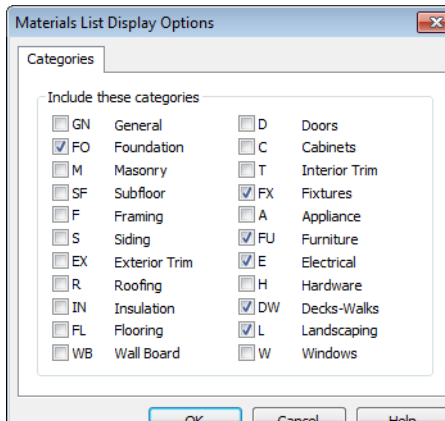 Materials List Display Options
Categories
Include these categories
GN General
FO Foundation
M Masonry
SF Subfloor
F Framing
S Siding
EX Exterior Trim
R Roofing
IN Insulation
FL Flooring
WB Wall Board
D Doors
C Cabinets
T Interior Trim
FX Fixtures
A Appliance
FU Furniture
E Electrical
H Hardware
DW Decks-Walks
L Landscaping
W Windows
OK Cancel Help